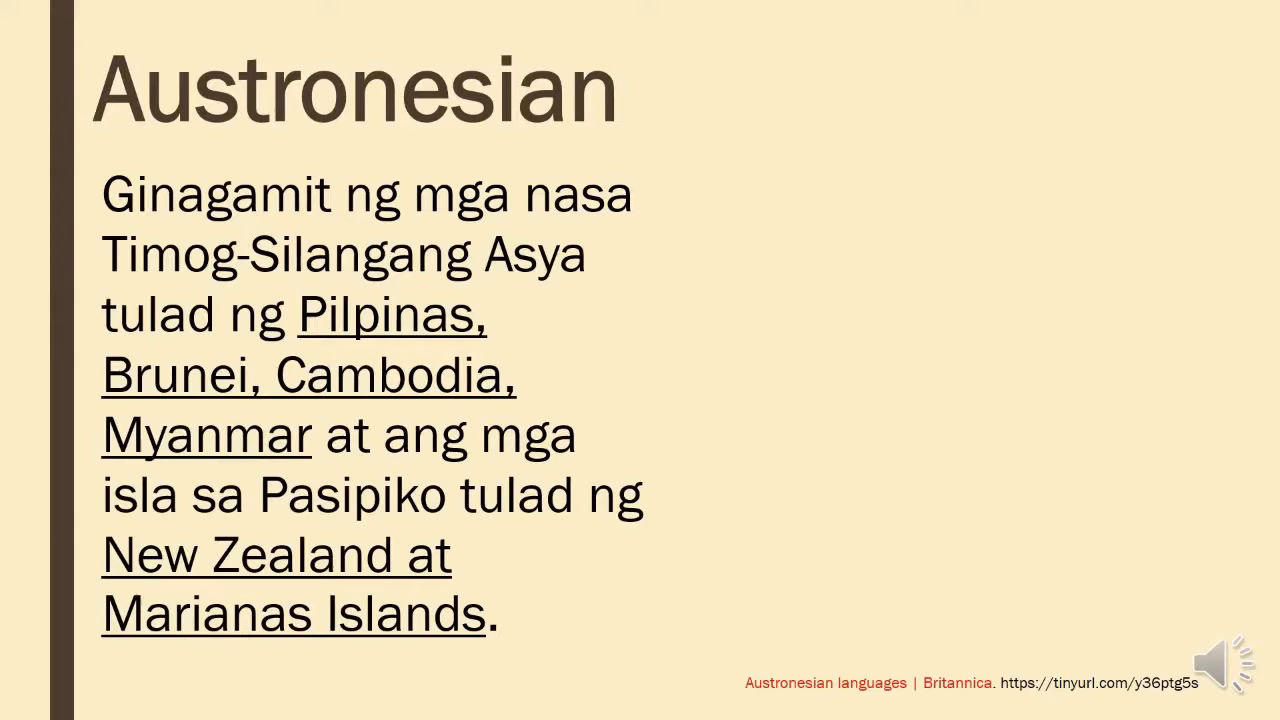 Austronesian
Ginagamit ng mga nasa
Timog-Silangang Asya
tulad ng Pilpinas,
Brunei, Cambodia,
Myanmar at ang mga
isla sa Pasipiko tulad ng
New Zealand at
Marianas Islands.
Austronesian languages | Britannica. https://tinyurl.com/y36ptg5s